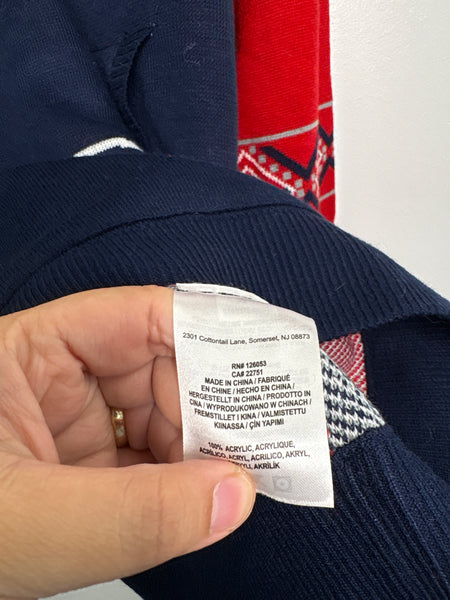 2301 Cottontail Lane, Somerset, NJ 08873
RN# 126053
CA# 22751
MADE IN CHINA / FABRIQUÉ
EN CHINE / HECHO EN CHINA /
HERGESTELLT IN CHINA / PRODOTTO IN
CINA / WYPRODUKOWANO W CHINACH /
FREMSTILLET I KINA / VALMISTETTU
KIINASSA / ÇIN YAPIMI
100% ACRYLIC, ACRYLIQUE,
ACRÍLICO, ACRYL, ACRILICO, AKRYL,
AKRYYLI, AKRİLİK